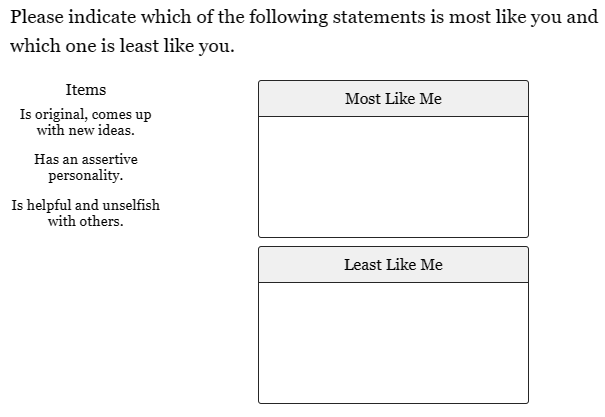 Please indicate which of the following statements is most like you and
which one is least like you.
Items
Is original, comes up
with new ideas.
Has an assertive
personality.
Is helpful and unselfish
with others.
Most Like Me
Least Like Me